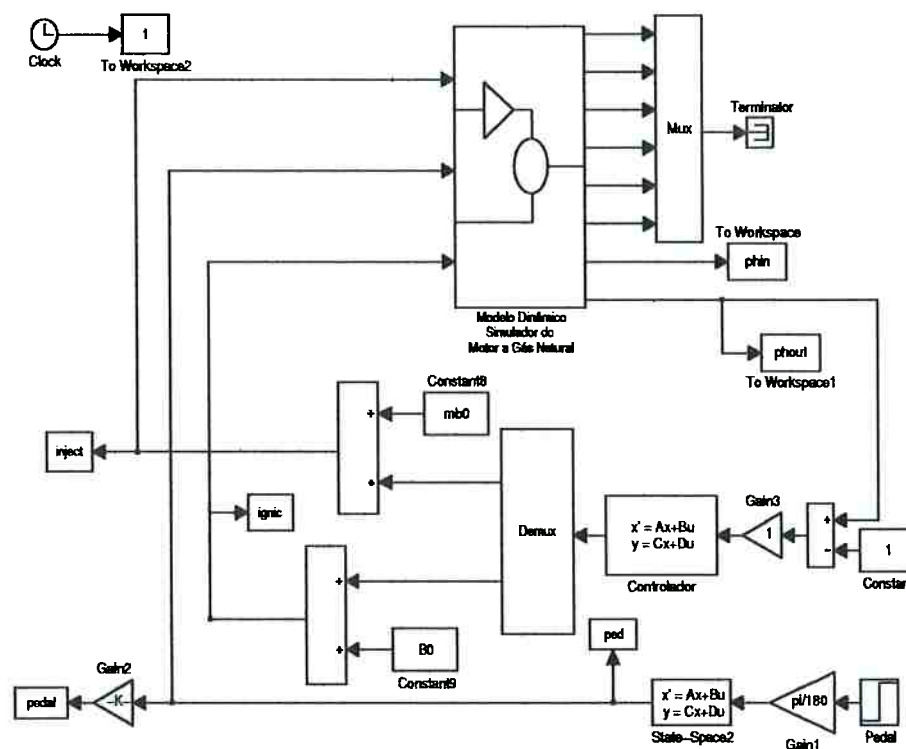 Clock
1
To Workspace2
Mux
Terminator
To Workspace
phin
Modelo Dinâmico
Simulador do
Motor a Gás Natural
phout
To Workspace1
Constant8
mb0
+
+
inject
ignic
Demux
x' = Ax+Bu
y = Cx+Du
Controlador
Gain3
1
+
-
1
Constan
+
+
B0
Constant9
ped
Gain2
-K-
pedal
x' = Ax+Bu
y = Cx+Du
State-Space2
pi/180
Gain1
Pedal